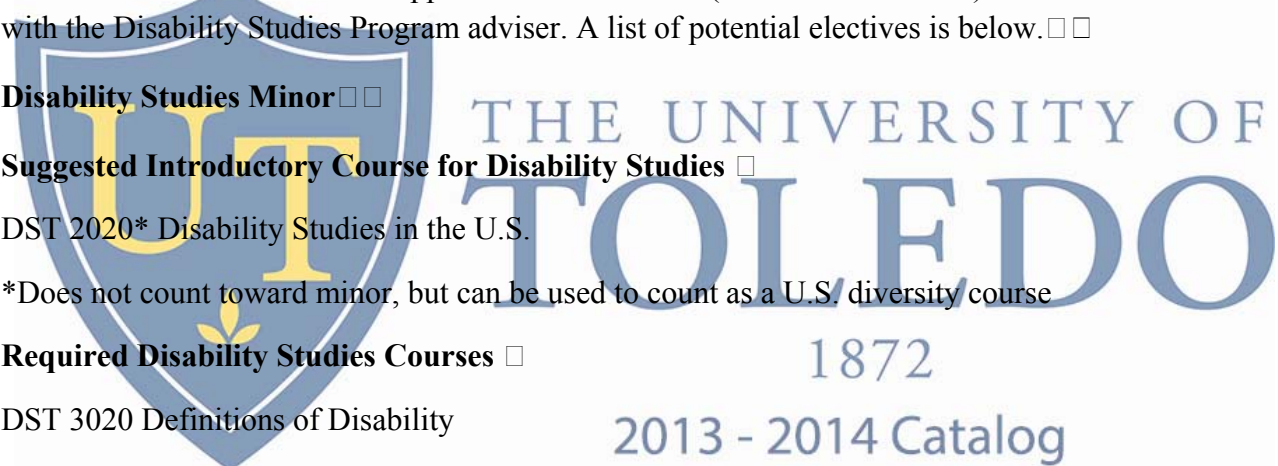 with the Disability Studies Program adviser. A list of potential electives is below.
Disability Studies Minor
Suggested Introductory Course for Disability Studies
DST 2020* Disability Studies in the U.S.
*Does not count toward minor, but can be used to count as a U.S. diversity course
Required Disability Studies Courses
DST 3020 Definitions of Disability
UT
THE UNIVERSITY OF
TOLEDO
1872
2013 - 2014 Catalog